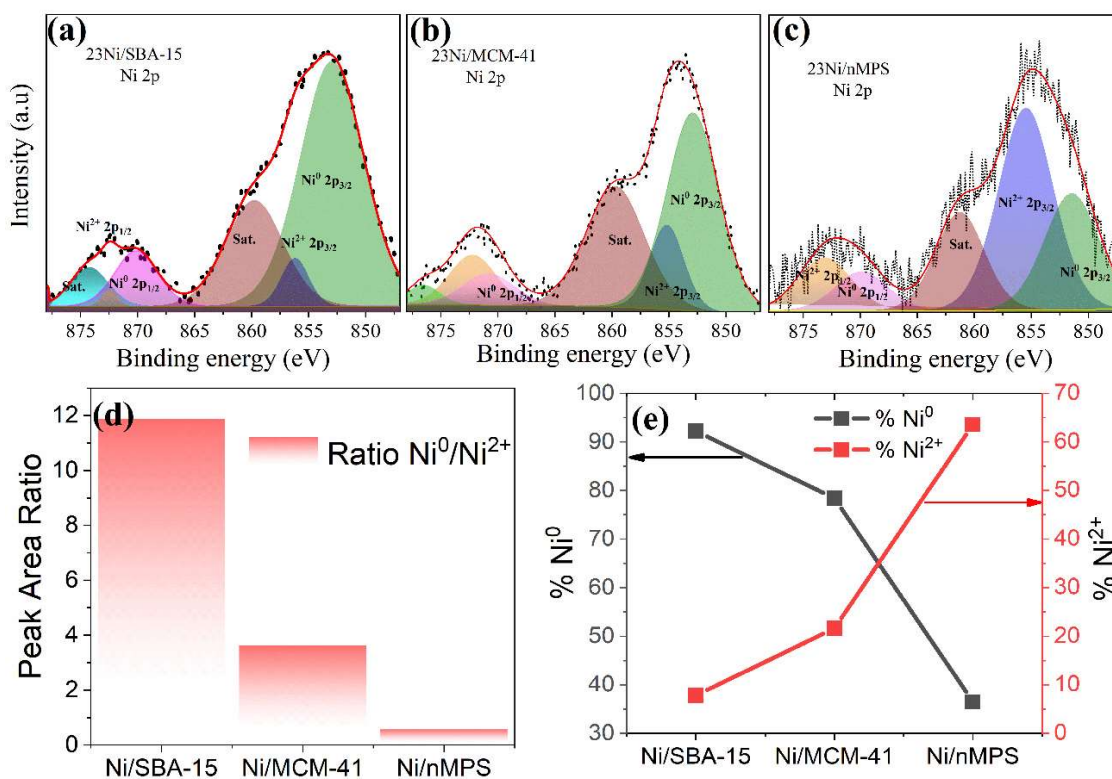 (a)
23Ni/SBA-15
Ni 2p
Ni⁰ 2p3/2
Ni²⁺ 2p1/2
Sat.
Ni²⁺ 2p3/2
Sat.
Ni⁰ 2p1/2
Intensity (a.u)
875 870 865 860 855 850
Binding energy (eV)
(b)
23Ni/MCM-41
Ni 2p
Ni⁰ 2p3/2
Sat.
Ni⁰ 2p1/2
Ni²⁺ 2p3/2
875 870 865 860 855 850
Binding energy (eV)
(c)
23Ni/nMPS
Ni 2p
Ni²⁺ 2p3/2
Sat.
Ni²⁺ 2p1/2
Ni⁰ 2p1/2
Ni⁰ 2p3/2
875 870 865 860 855 850
Binding energy (eV)
(d)
Ratio Ni⁰/Ni²⁺
Peak Area Ratio
12
10
8
6
4
2
0
Ni/SBA-15 Ni/MCM-41 Ni/nMPS
(e)
% Ni⁰
% Ni²⁺
% Ni⁰
100
90
80
70
60
50
40
30
% Ni²⁺
70
60
50
40
30
20
10
0
Ni/SBA-15 Ni/MCM-41 Ni/nMPS